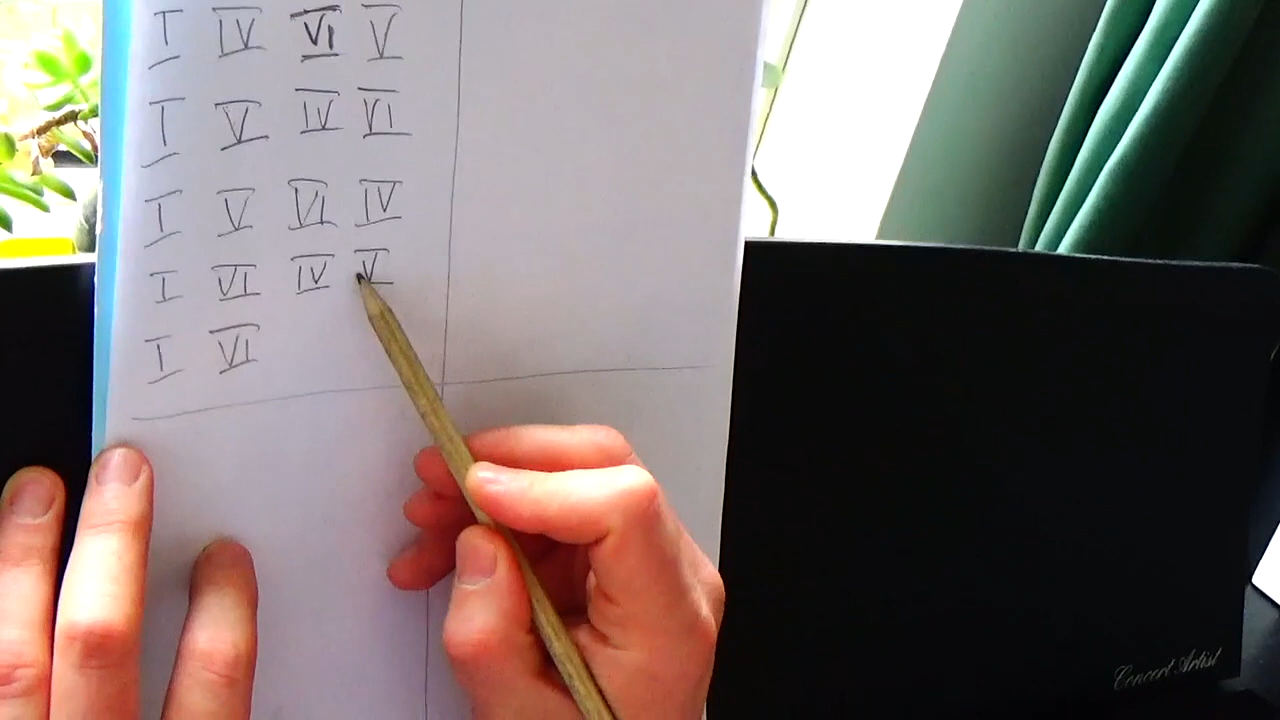 I IV VI V
I V IV VI
I V VI IV
I VI IV V
I VI
Concert Artist